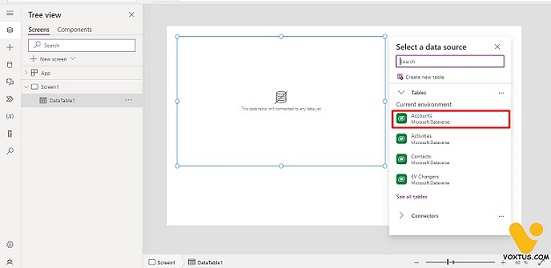 Tree view
Screens Components
Search
New screen
App
Screen1
DataTable1
This data table isn't connected to any data yet
Select a data source
Search
Create new table
Tables
Current environment
Accounts
Microsoft Dataverse
Activities
Microsoft Dataverse
Contacts
Microsoft Dataverse
EV Chargers
Microsoft Dataverse
See all tables
Connectors
Screen1 DataTable1
60 %
VOXTUS.COM